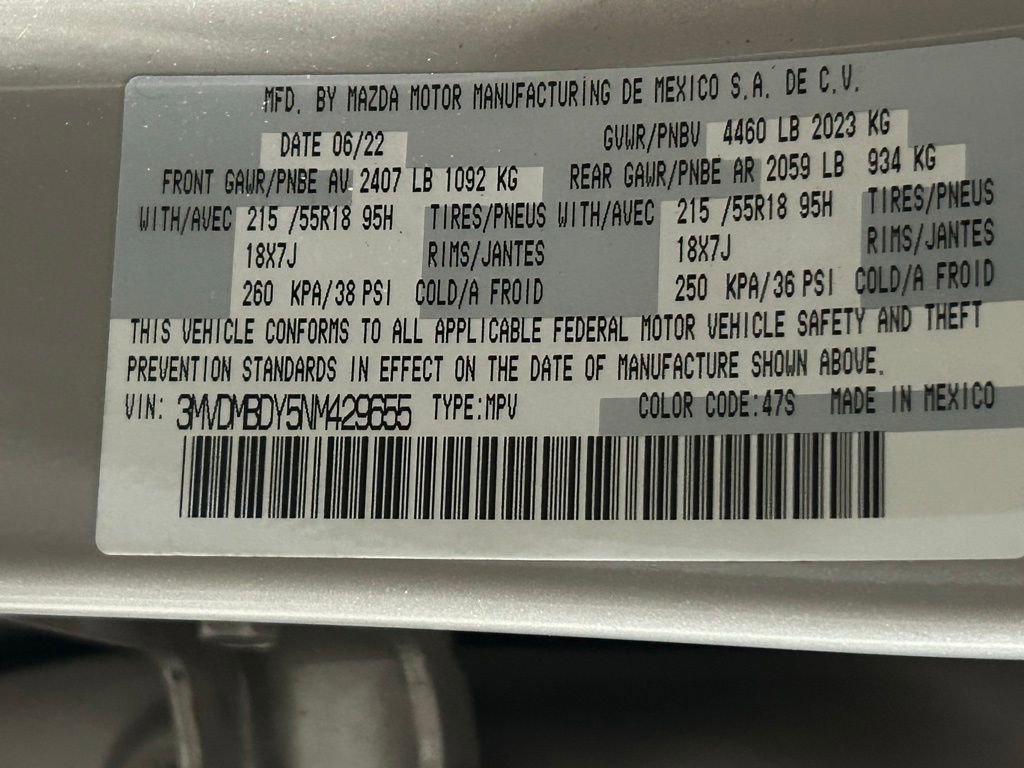 MFD. BY MAZDA MOTOR MANUFACTURING DE MEXICO S.A. DE C.V.
DATE 06/22 GVWR/PNBV 4460 LB 2023 KG
FRONT GAWR/PNBE AV 2407 LB 1092 KG REAR GAWR/PNBE AR 2059 LB 934 KG
WITH/AVEC 215 /55R18 95H TIRES/PNEUS WITH/AVEC 215 /55R18 95H TIRES/PNEUS
18X7J RIMS/JANTES 18X7J RIMS/JANTES
260 KPA/38 PSI COLD/A FROID 250 KPA/36 PSI COLD/A FROID
THIS VEHICLE CONFORMS TO ALL APPLICABLE FEDERAL MOTOR VEHICLE SAFETY AND THEFT
PREVENTION STANDARDS IN EFFECT ON THE DATE OF MANUFACTURE SHOWN ABOVE.
VIN: 3MVDMBDY5NM429655 TYPE:MPV COLOR CODE:47S MADE IN MEXICO